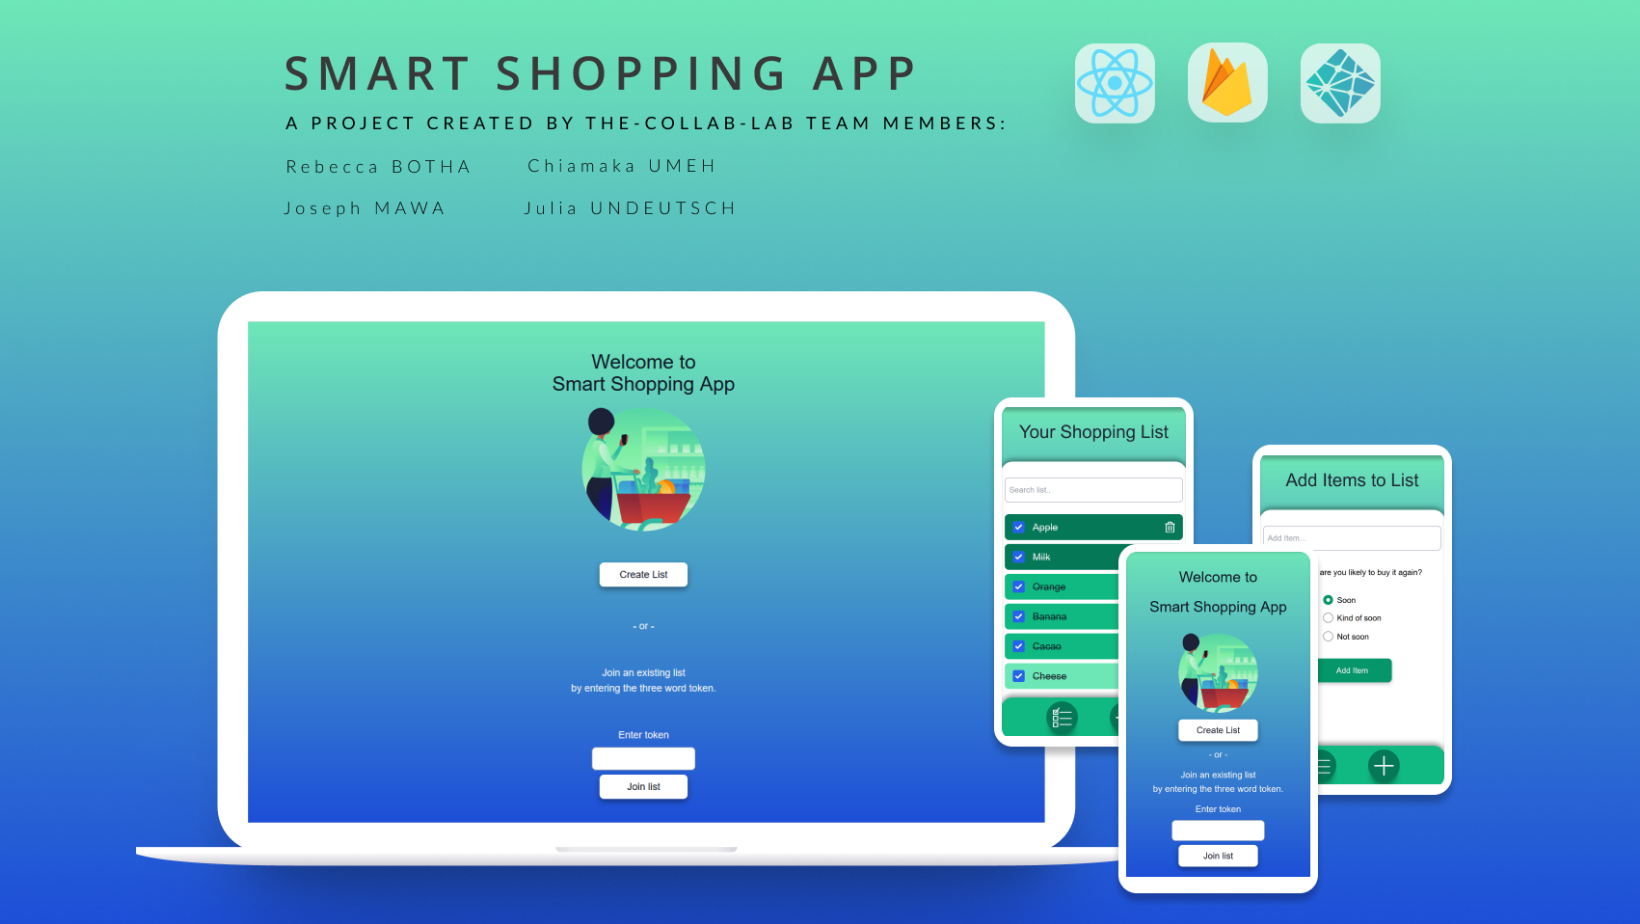 SMART SHOPPING APP
A PROJECT CREATED BY THE-COLLAB-LAB TEAM MEMBERS:
Rebecca BOTHA
Chiamaka UMEH
Joseph MAWA
Julia UNDEUTSCH
Welcome to
Smart Shopping App
Create List
- or -
Join an existing list
by entering the three word token.
Enter token
Join list
Your Shopping List
Search list..
Apple
Milk
Orange
Banana
Cacao
Cheese
Welcome to
Smart Shopping App
Create List
- or -
Join an existing list
by entering the three word token.
Enter token
Join list
Add Items to List
Add Item...
are you likely to buy it again?
Soon
Kind of soon
Not soon
Add Item